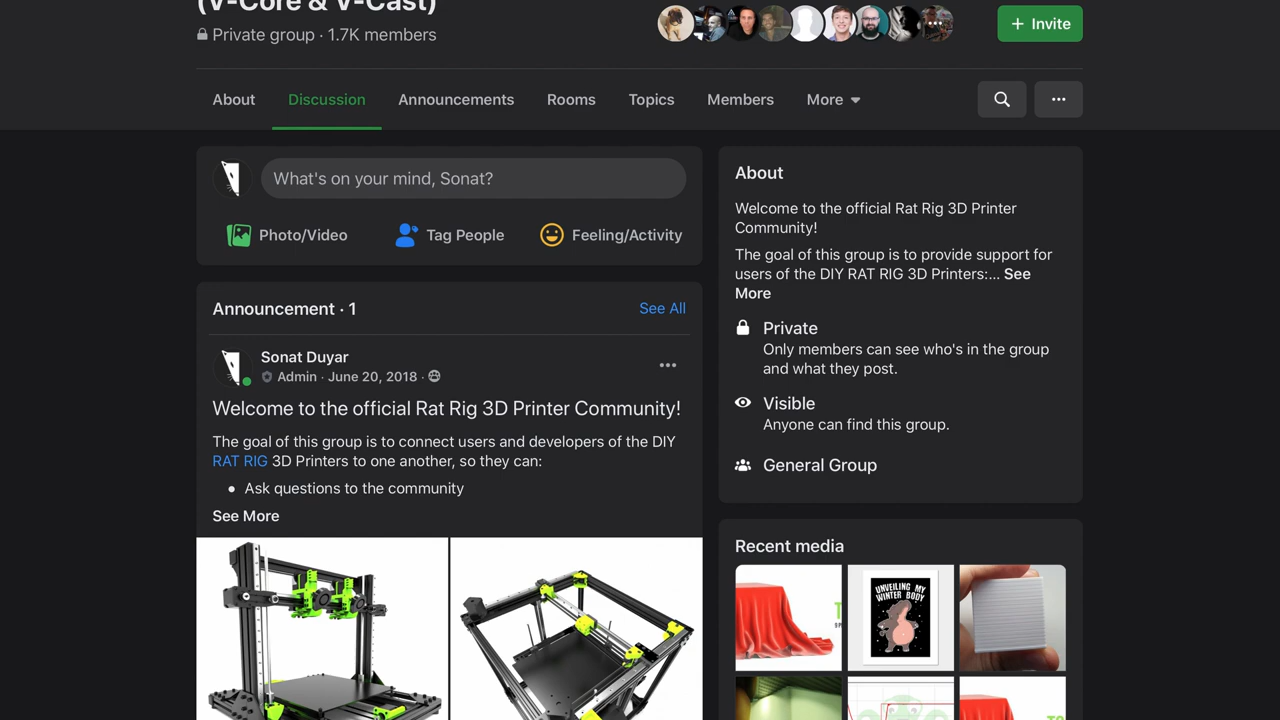 (V-Core & V-Cast)
Private group · 1.7K members
+ Invite
About
Discussion
Announcements
Rooms
Topics
Members
More
What's on your mind, Sonat?
Photo/Video
Tag People
Feeling/Activity
Announcement · 1
See All
Sonat Duyar
Admin · June 20, 2018 ·
Welcome to the official Rat Rig 3D Printer Community!
The goal of this group is to connect users and developers of the DIY
RAT RIG 3D Printers to one another, so they can:
• Ask questions to the community
See More
About
Welcome to the official Rat Rig 3D Printer
Community!
The goal of this group is to provide support for
users of the DIY RAT RIG 3D Printers:... See
More
Private
Only members can see who's in the group
and what they post.
Visible
Anyone can find this group.
General Group
Recent media
UNVEILING MY
WINTER BODY